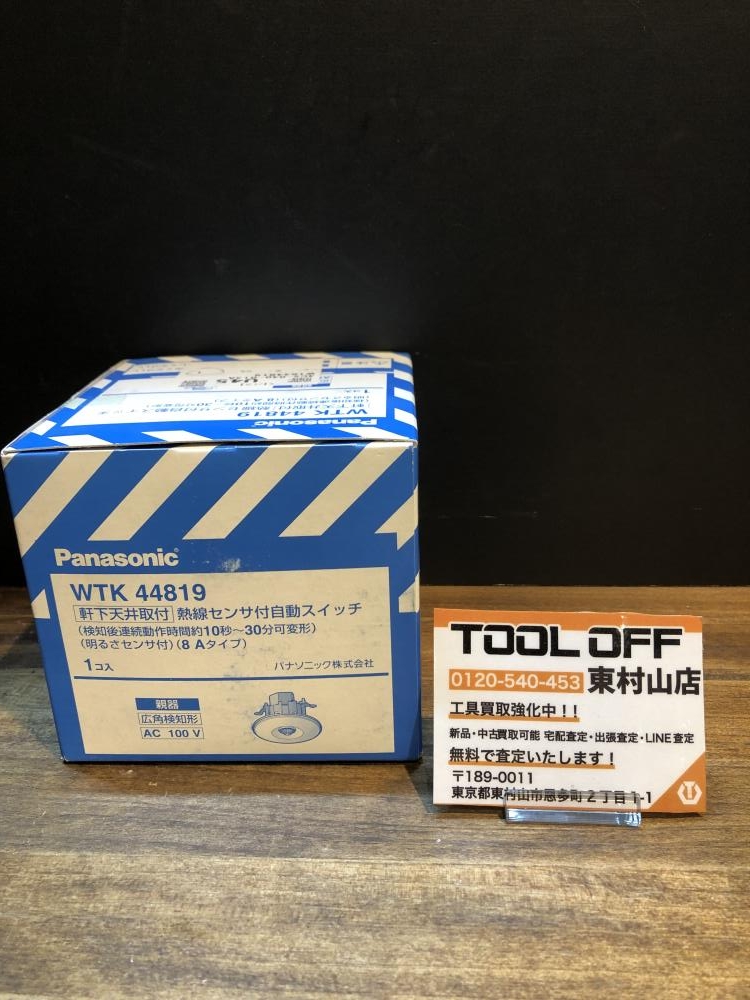 WTK 44819
Panasonic
1コ入
Panasonic
WTK 44819
軒下天井取付 熱線センサ付自動スイッチ
(検知後連続動作時間約10秒～30分可変形)
(明るさセンサ付)(8 Aタイプ)
1コ入 パナソニック株式会社
親器
広角検知形
AC 100 V
TOOL OFF
0120-540-453 東村山店
工具買取強化中!!
新品・中古買取可能 宅配査定・出張査定・LINE査定
無料で査定いたします!
〒189-0011
東京都東村山市恩多町2丁目